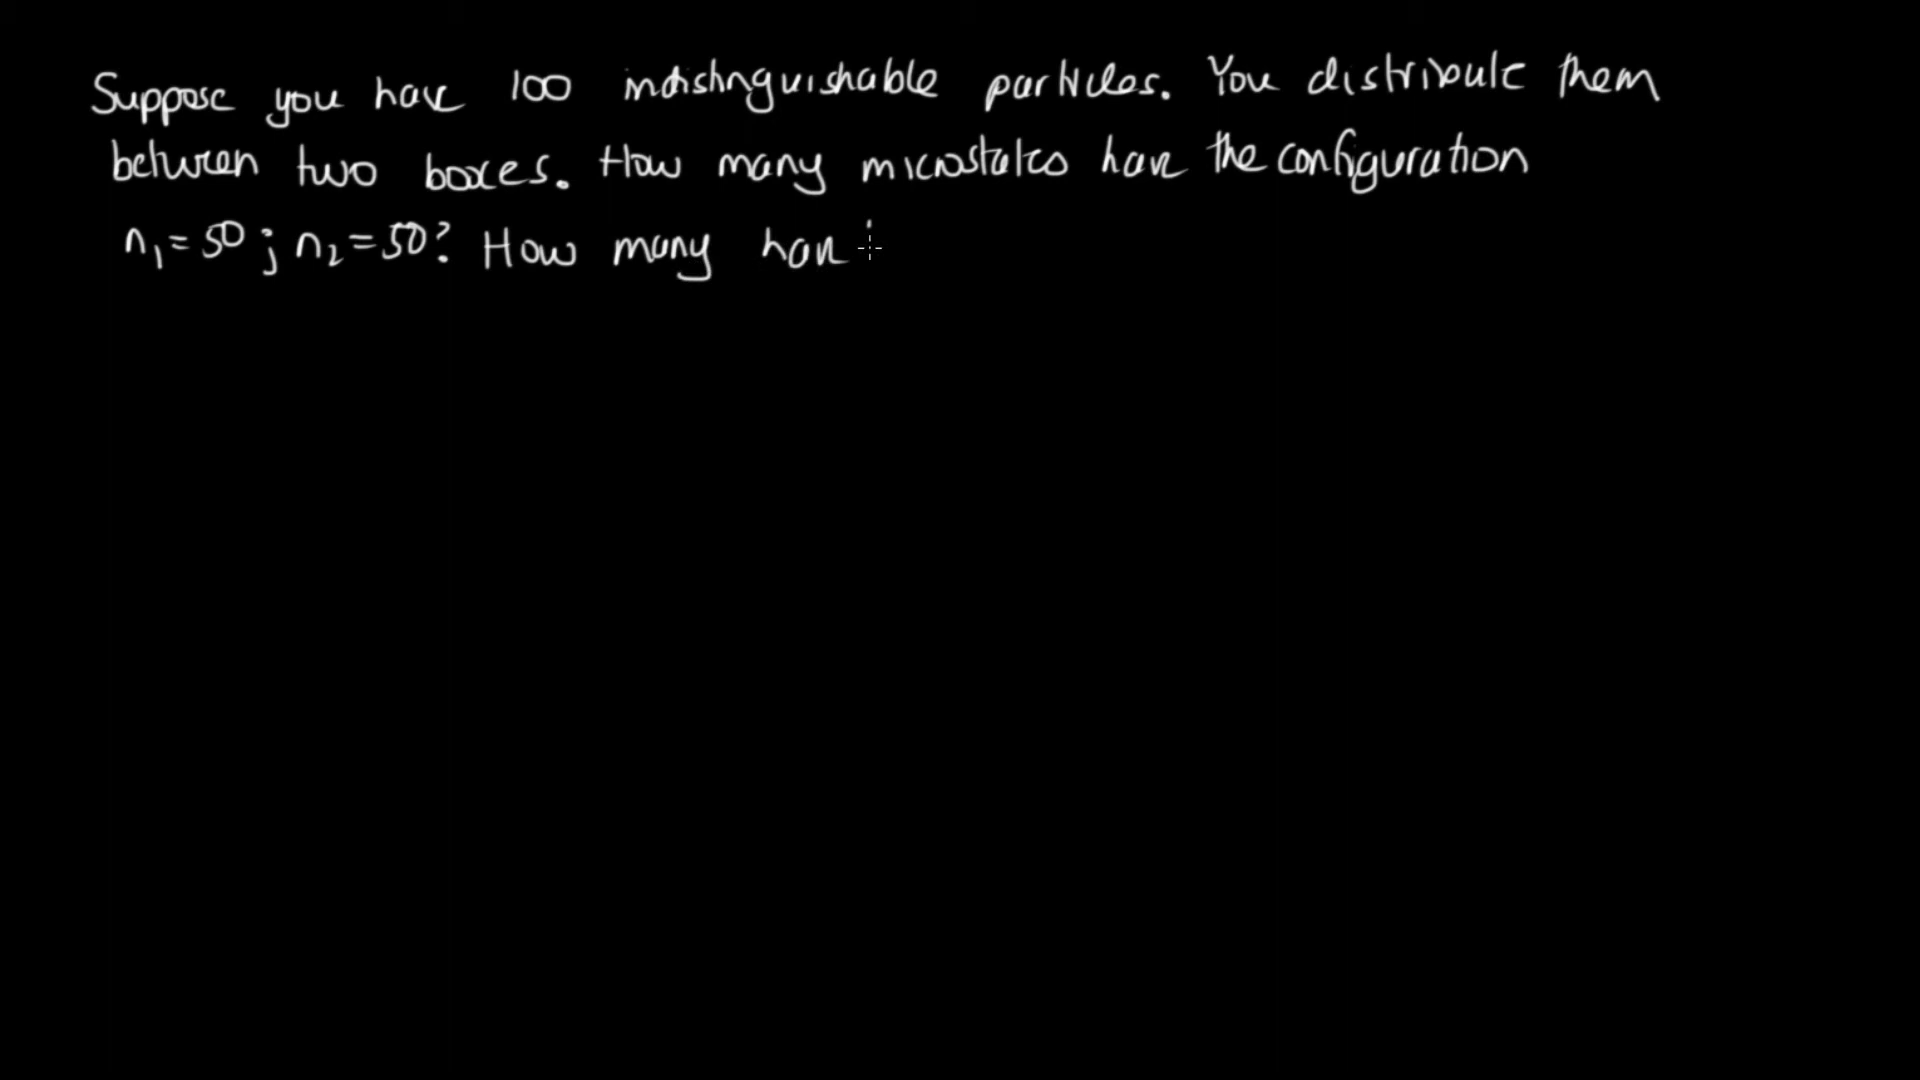 Suppose you have 100 indistinguishable particles. You distribute them
between two boxes. How many microstates have the configuration
n₁ = 50 ; n₂ = 50? How many have